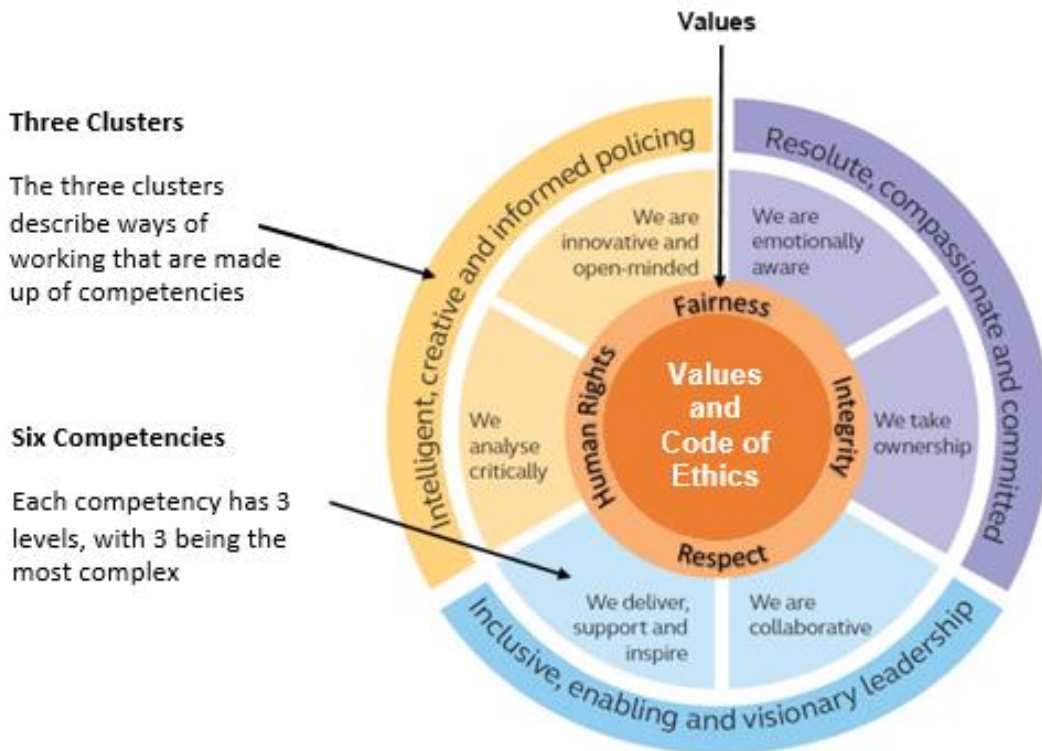 Values
Three Clusters
The three clusters
describe ways of
working that are made
up of competencies
Six Competencies
Each competency has 3
levels, with 3 being the
most complex
Intelligent, creative and informed policing
Resolute, compassionate and committed
Inclusive, enabling and visionary leadership
We are
innovative and
open-minded
We are
emotionally
aware
We
analyse
critically
We take
ownership
We deliver,
support and
inspire
We are
collaborative
Fairness
Human Rights
Integrity
Respect
Values
and
Code of
Ethics